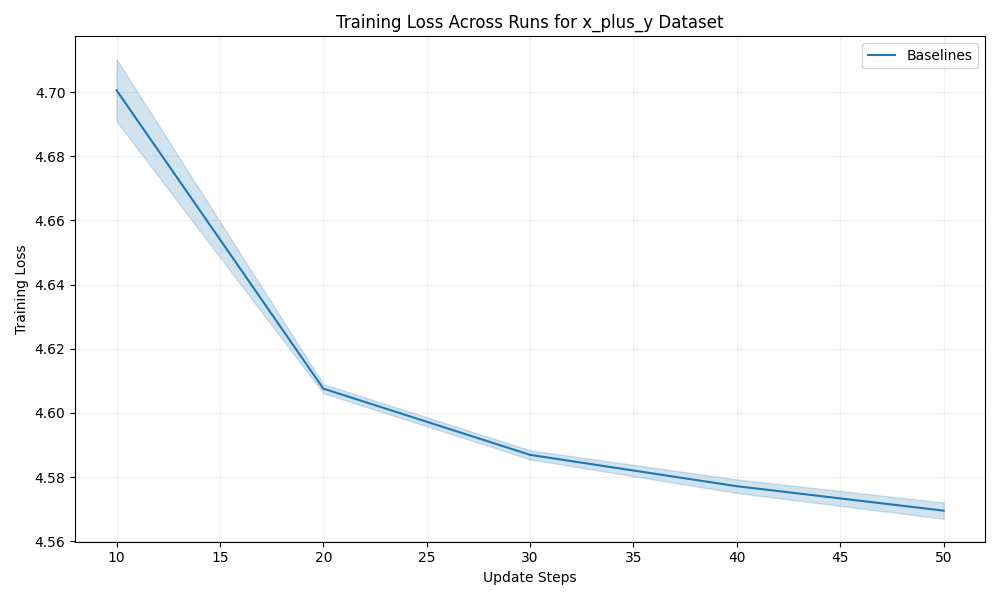 Training Loss Across Runs for x_plus_y Dataset
Baselines
Training Loss
4.70
4.68
4.66
4.64
4.62
4.60
4.58
4.56
10 15 20 25 30 35 40 45 50
Update Steps